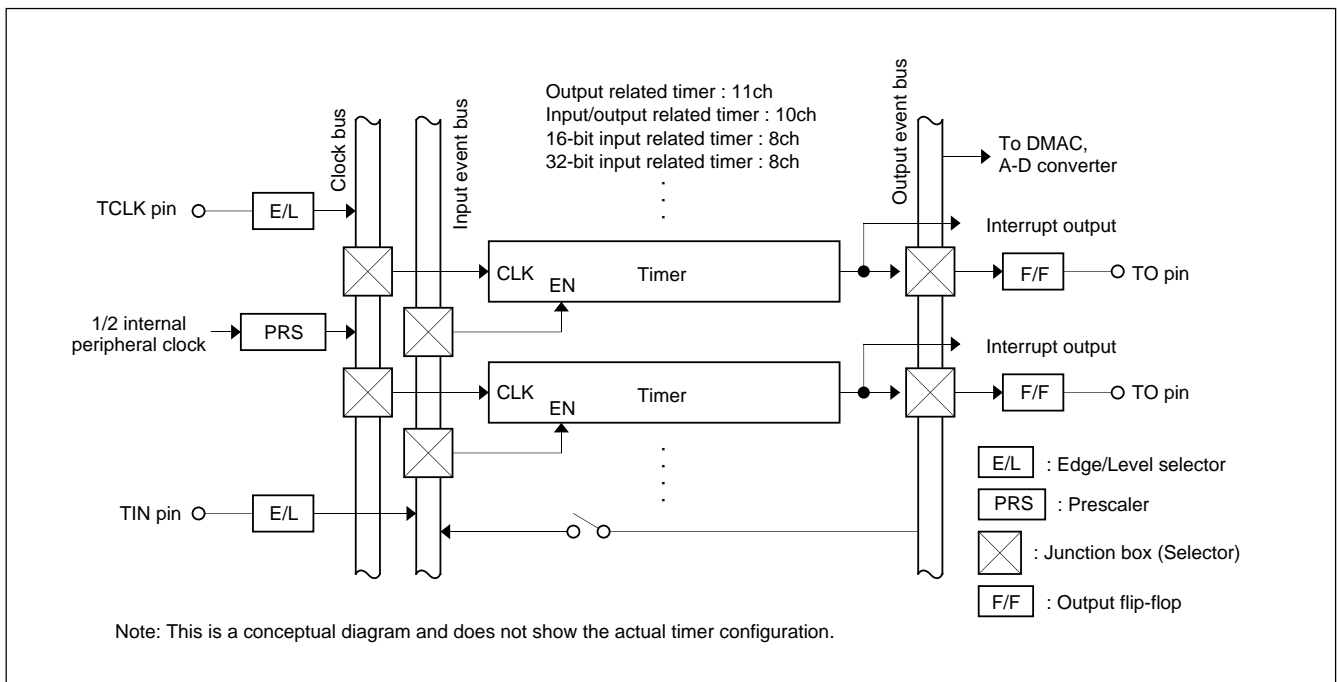 Output related timer : 11ch
Input/output related timer : 10ch
16-bit input related timer : 8ch
32-bit input related timer : 8ch
Clock bus
Input event bus
Output event bus
To DMAC,
A-D converter
TCLK pin
E/L
Interrupt output
CLK
EN
Timer
F/F
TO pin
1/2 internal
peripheral clock
PRS
Interrupt output
CLK
EN
Timer
F/F
TO pin
TIN pin
E/L
E/L : Edge/Level selector
PRS : Prescaler
: Junction box (Selector)
F/F : Output flip-flop
Note: This is a conceptual diagram and does not show the actual timer configuration.